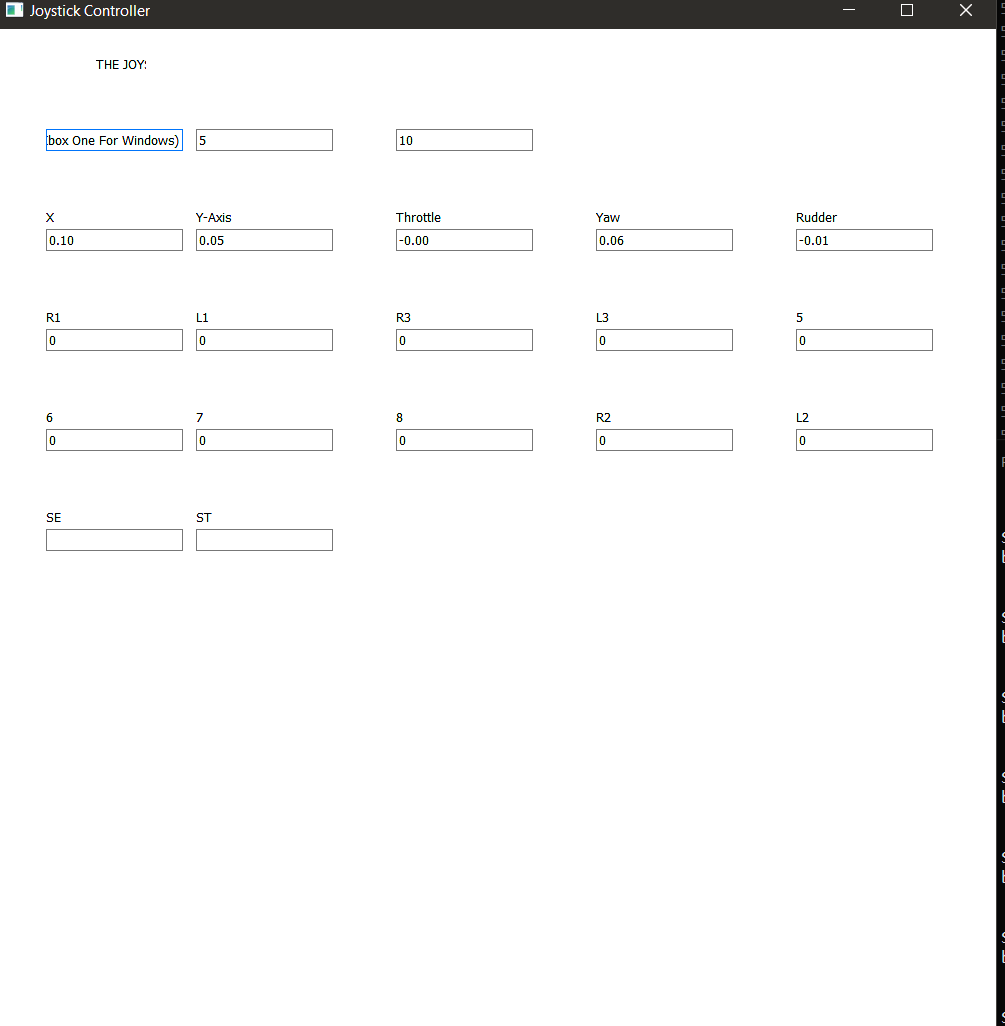 Joystick Controller
THE JOY
box One For Windows) 5 10
X Y-Axis Throttle Yaw Rudder
0.10 0.05 -0.00 0.06 -0.01
R1 L1 R3 L3 5
0 0 0 0 0
6 7 8 R2 L2
0 0 0 0 0
SE ST